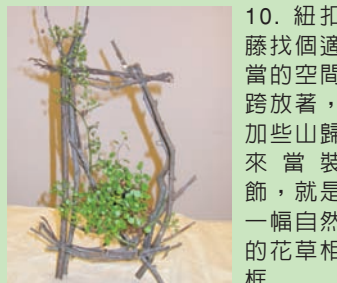 10. 紐扣
藤找個適
當的空間
跨放著，
加些山歸
來當裝
飾，就是
一幅自然
的花草相
框